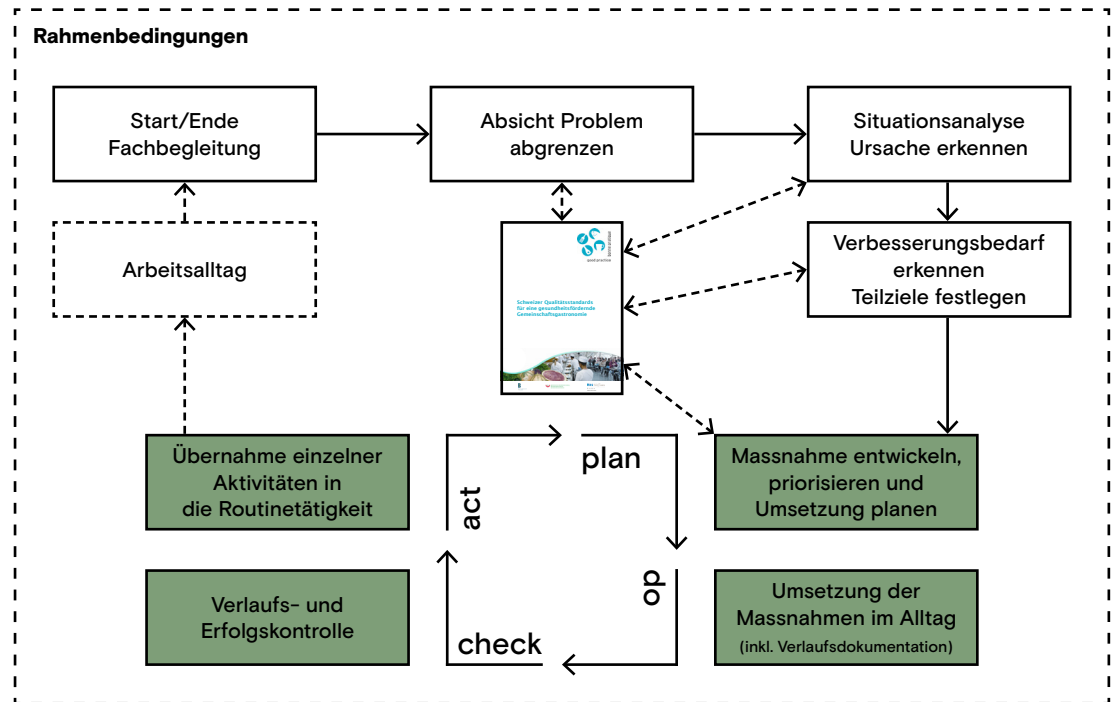 Rahmenbedingungen
Start/Ende
Fachbegleitung
Absicht Problem
abgrenzen
Situationsanalyse
Ursache erkennen
Arbeitsalltag
good practice
Schweizer Qualitätsstandards
für eine gesundheitsfördernde
Gemeinschaftsgastronomie
Verbesserungsbedarf
erkennen
Teilziele festlegen
Übernahme einzelner
Aktivitäten in
die Routinetätigkeit
act
plan
Massnahme entwickeln,
priorisieren und
Umsetzung planen
Verlaufs- und
Erfolgskontrolle
check
do
Umsetzung der
Massnahmen im Alltag
(inkl. Verlaufsdokumentation)